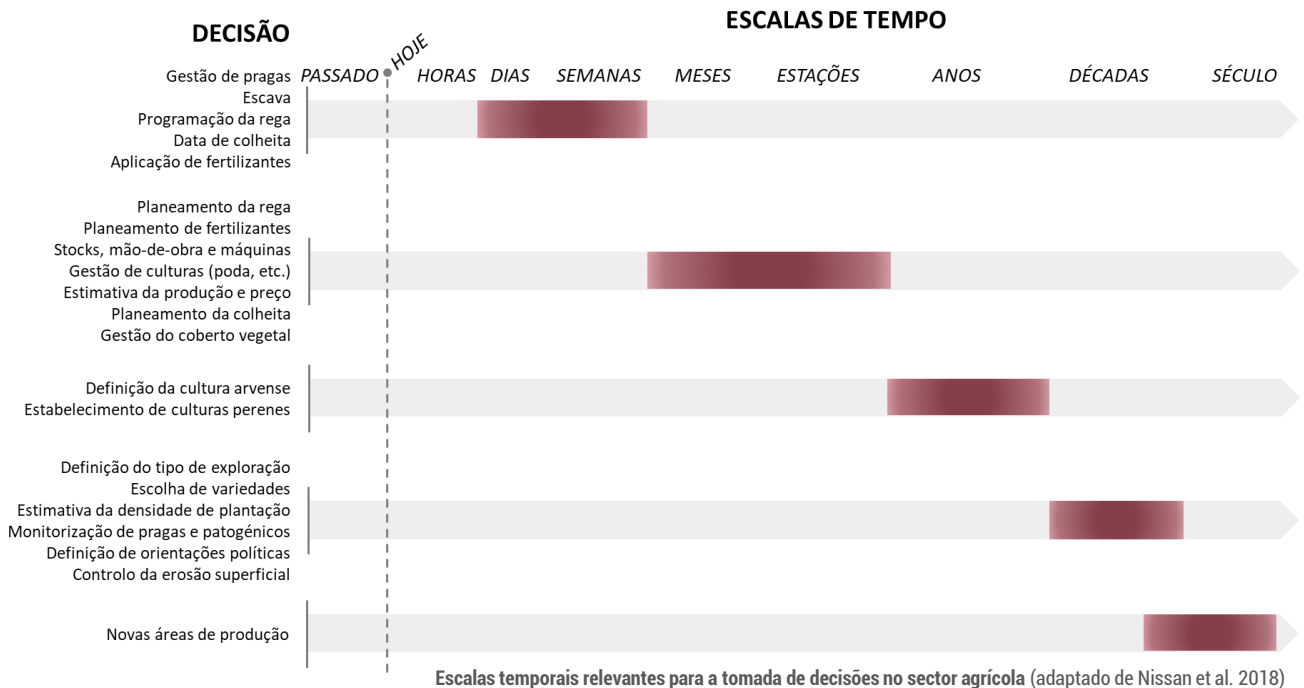 DECISÃO
ESCALAS DE TEMPO
HOJE
PASSADO HORAS DIAS SEMANAS MESES ESTAÇÕES ANOS DÉCADAS SÉCULO
Gestão de pragas
Escava
Programação da rega
Data de colheita
Aplicação de fertilizantes
Planeamento da rega
Planeamento de fertilizantes
Stocks, mão-de-obra e máquinas
Gestão de culturas (poda, etc.)
Estimativa da produção e preço
Planeamento da colheita
Gestão do coberto vegetal
Definição da cultura arvense
Estabelecimento de culturas perenes
Definição do tipo de exploração
Escolha de variedades
Estimativa da densidade de plantação
Monitorização de pragas e patogénicos
Definição de orientações políticas
Controlo da erosão superficial
Novas áreas de produção
Escalas temporais relevantes para a tomada de decisões no sector agrícola (adaptado de Nissan et al. 2018)